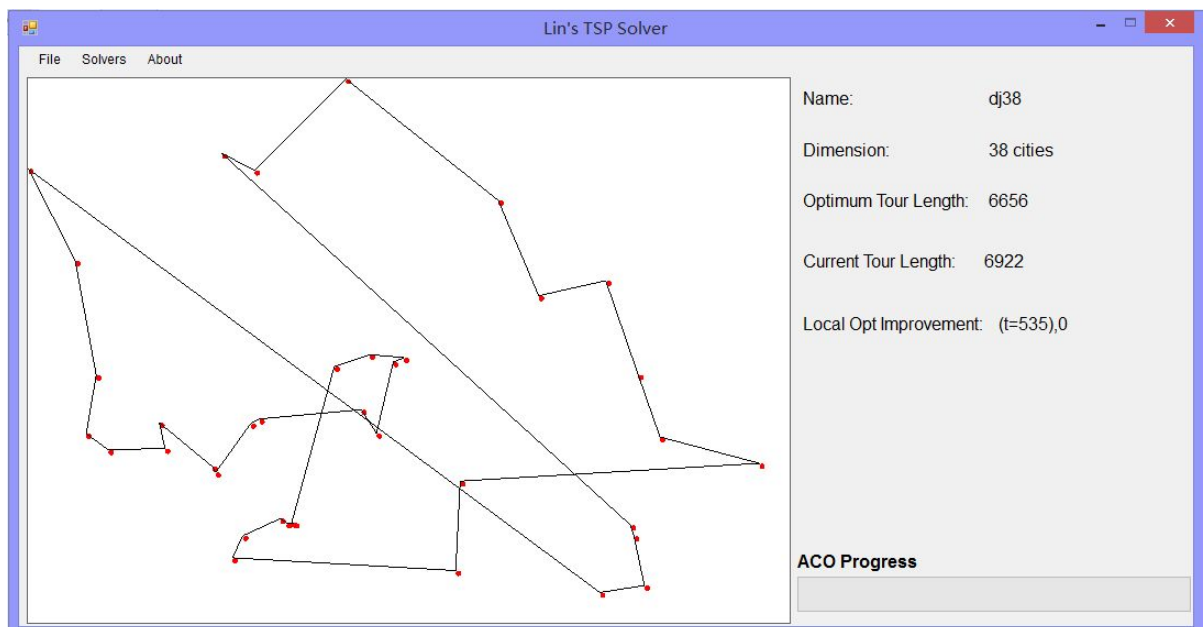 Lin's TSP Solver
File Solvers About
Name: dj38
Dimension: 38 cities
Optimum Tour Length: 6656
Current Tour Length: 6922
Local Opt Improvement: (t=535),0
ACO Progress